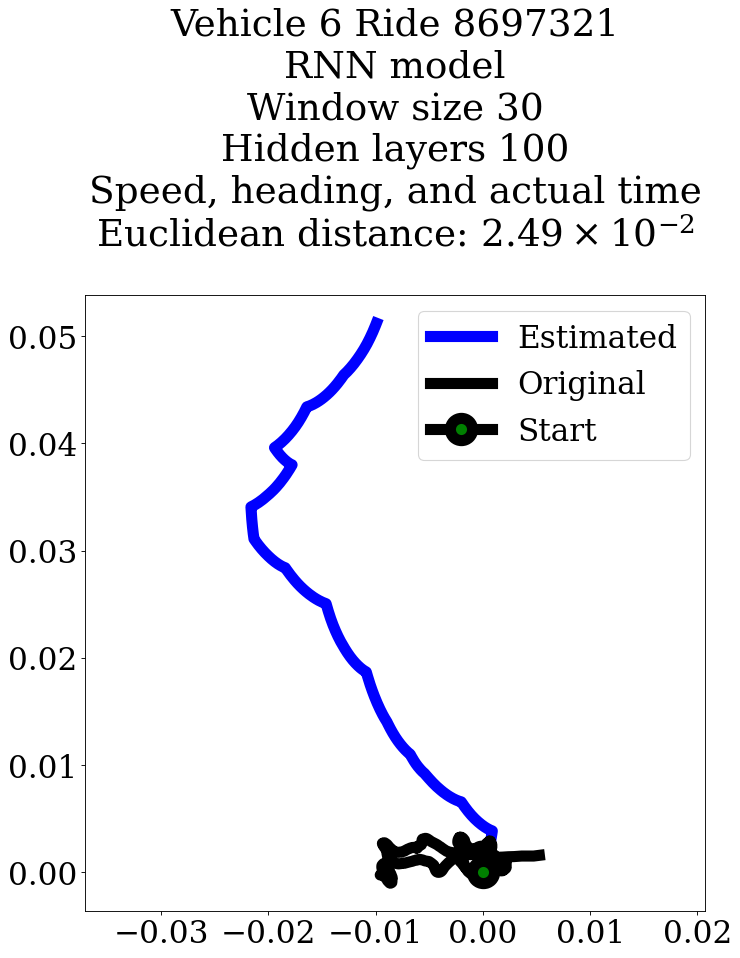 Vehicle 6 Ride 8697321
RNN model
Window size 30
Hidden layers 100
Speed, heading, and actual time
Euclidean distance: 2.49 × 10⁻²
Estimated
Original
Start
0.05
0.04
0.03
0.02
0.01
0.00
−0.03 −0.02 −0.01 0.00 0.01 0.02